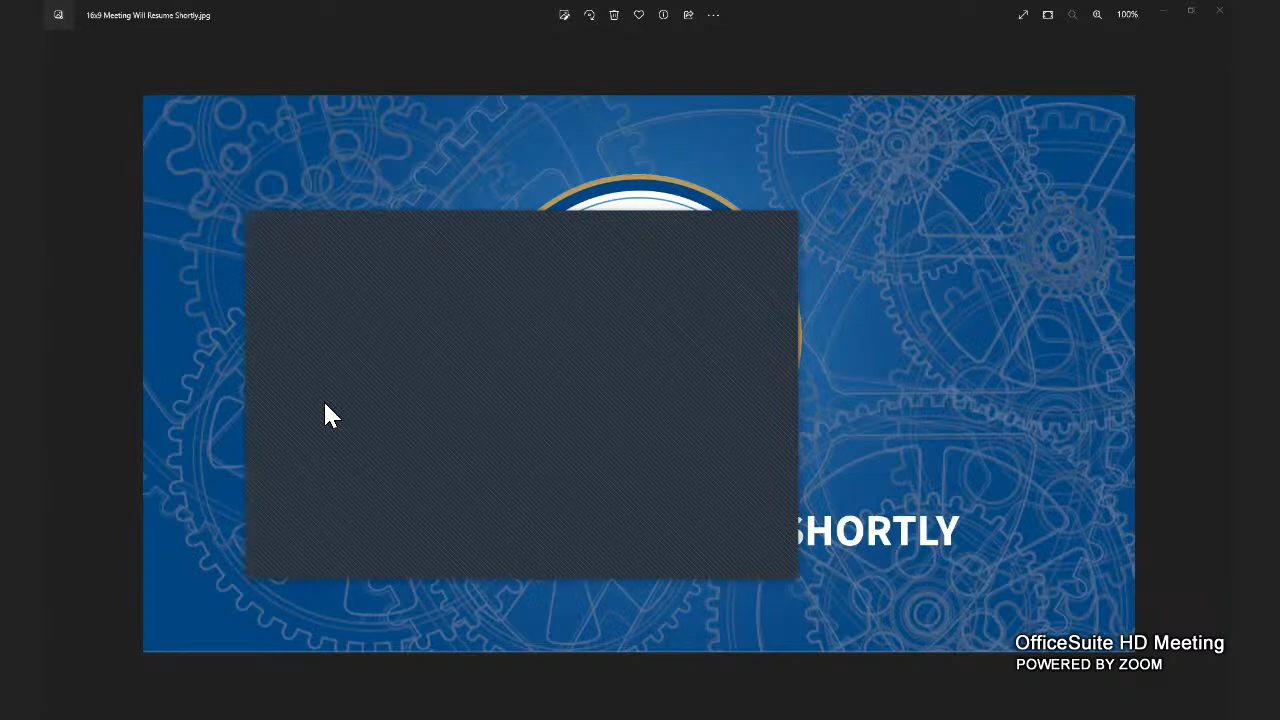 16x9 Meeting Will Resume Shortly.jpg
100%
SHORTLY
OfficeSuite HD Meeting
POWERED BY ZOOM